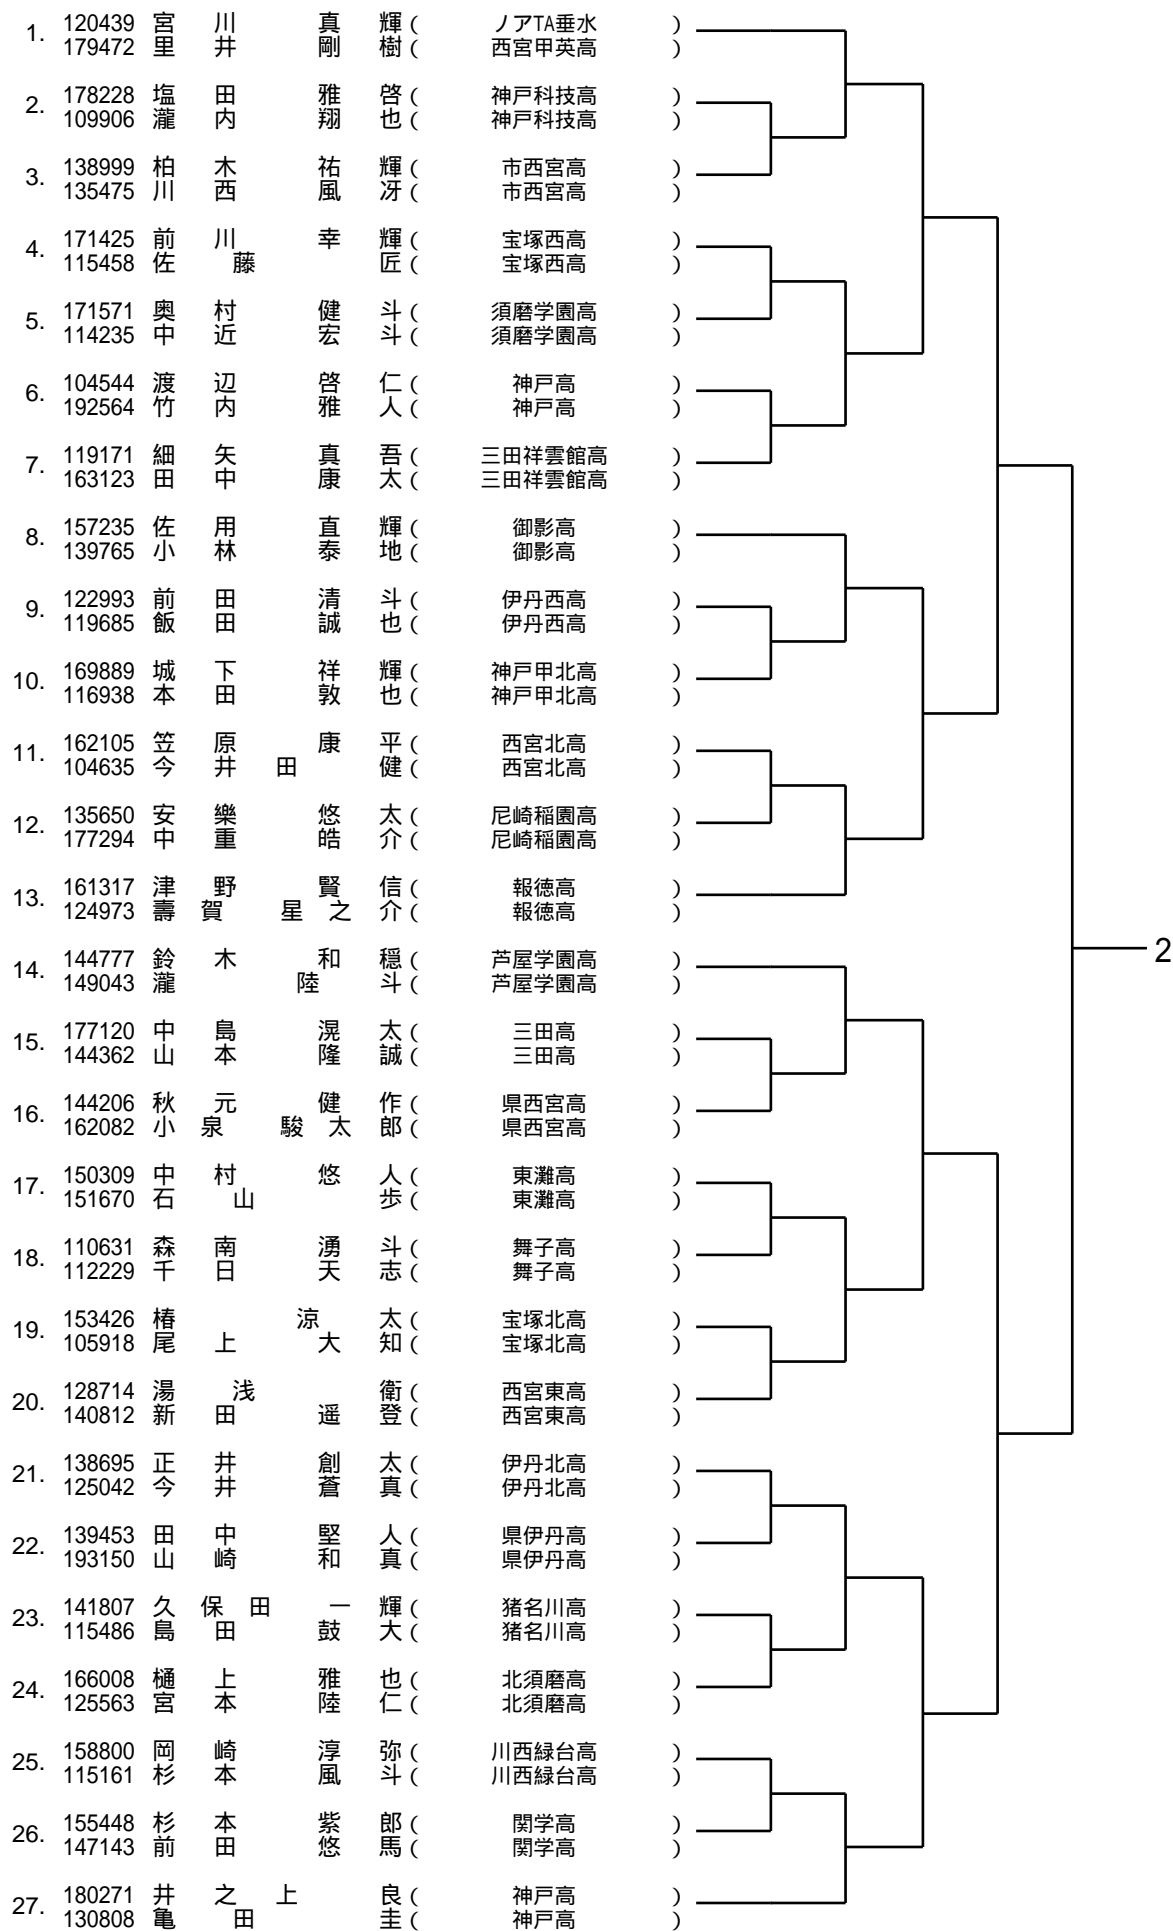 1. 120439 宮川 真輝 ( ノアTA垂水 )
179472 里井 剛樹 ( 西宮甲英高 )
2. 178228 塩田 雅啓 ( 神戸科技高 )
109906 瀧内 翔也 ( 神戸科技高 )
3. 138999 柏木 祐輝 ( 市西宮高 )
135475 川西 風冴 ( 市西宮高 )
4. 171425 前川 幸輝 ( 宝塚西高 )
115458 佐藤 匠 ( 宝塚西高 )
5. 171571 奥村 健斗 ( 須磨学園高 )
114235 中近 宏斗 ( 須磨学園高 )
6. 104544 渡辺 啓仁 ( 神戸高 )
192564 竹内 雅人 ( 神戸高 )
7. 119171 細矢 真吾 ( 三田祥雲館高 )
163123 田中 康太 ( 三田祥雲館高 )
8. 157235 佐用 直輝 ( 御影高 )
139765 小林 泰地 ( 御影高 )
9. 122993 前田 清斗 ( 伊丹西高 )
119685 飯田 誠也 ( 伊丹西高 )
10. 169889 城下 祥輝 ( 神戸甲北高 )
116938 本田 敦也 ( 神戸甲北高 )
11. 162105 笠原 康平 ( 西宮北高 )
104635 今井田 健 ( 西宮北高 )
12. 135650 安樂 悠太 ( 尼崎稲園高 )
177294 中重 皓介 ( 尼崎稲園高 )
13. 161317 津野 賢信 ( 報徳高 )
124973 壽賀 星之介 ( 報徳高 )
14. 144777 鈴木 和穏 ( 芦屋学園高 )
149043 瀧 陸斗 ( 芦屋学園高 )
2
15. 177120 中島 滉太 ( 三田高 )
144362 山本 隆誠 ( 三田高 )
16. 144206 秋元 健作 ( 県西宮高 )
162082 小泉 駿太郎 ( 県西宮高 )
17. 150309 中村 悠人 ( 東灘高 )
151670 石山 歩 ( 東灘高 )
18. 110631 森南 湧斗 ( 舞子高 )
112229 千日 天志 ( 舞子高 )
19. 153426 椿 涼太 ( 宝塚北高 )
105918 尾上 大知 ( 宝塚北高 )
20. 128714 湯浅 衛 ( 西宮東高 )
140812 新田 遥登 ( 西宮東高 )
21. 138695 正井 創太 ( 伊丹北高 )
125042 今井 蒼真 ( 伊丹北高 )
22. 139453 田中 堅人 ( 県伊丹高 )
193150 山崎 和真 ( 県伊丹高 )
23. 141807 久保田 一輝 ( 猪名川高 )
115486 島田 鼓大 ( 猪名川高 )
24. 166008 樋上 雅也 ( 北須磨高 )
125563 宮本 陸仁 ( 北須磨高 )
25. 158800 岡崎 淳弥 ( 川西緑台高 )
115161 杉本 風斗 ( 川西緑台高 )
26. 155448 杉本 紫郎 ( 関学高 )
147143 前田 悠馬 ( 関学高 )
27. 180271 井之上 良 ( 神戸高 )
130808 亀田 圭 ( 神戸高 )